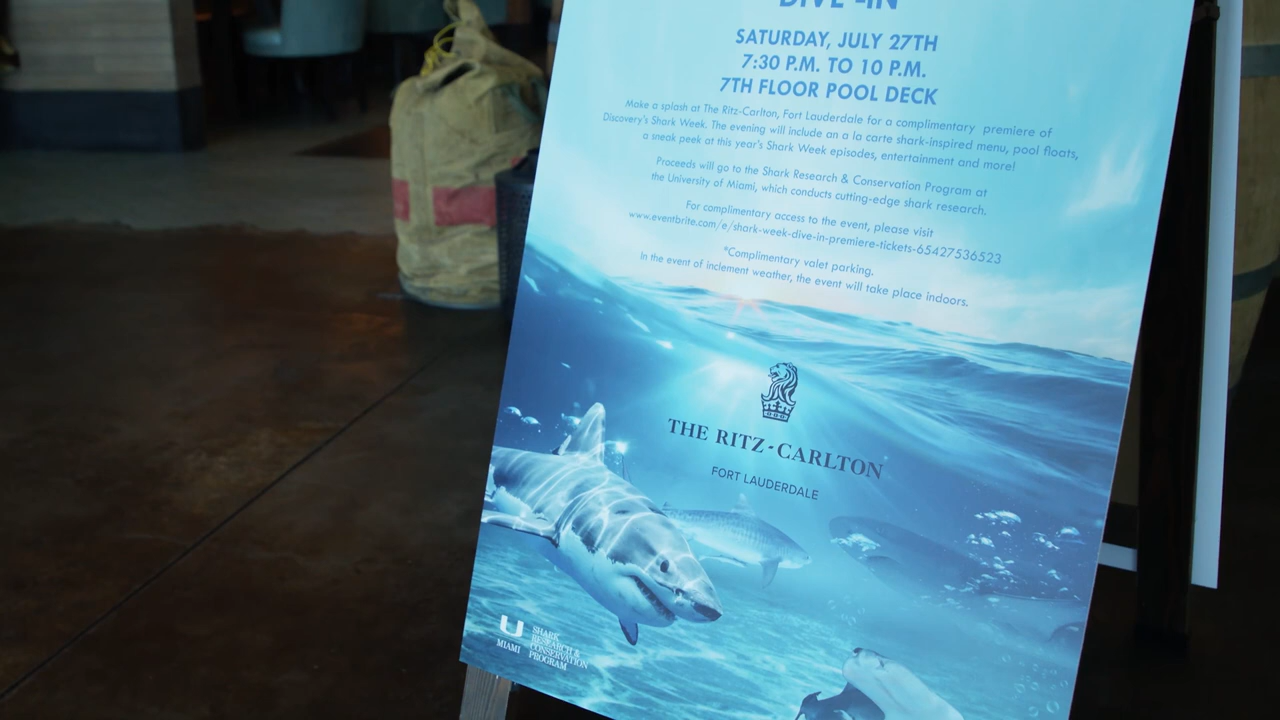 DIVE-IN
SATURDAY, JULY 27TH
7:30 P.M. TO 10 P.M.
7TH FLOOR POOL DECK
Make a splash at The Ritz-Carlton, Fort Lauderdale for a complimentary premiere of
Discovery's Shark Week. The evening will include an a la carte shark-inspired menu, pool floats,
a sneak peek at this year's Shark Week episodes, entertainment and more!
Proceeds will go to the Shark Research & Conservation Program at
the University of Miami, which conducts cutting-edge shark research.
For complimentary access to the event, please visit
www.eventbrite.com/e/shark-week-dive-in-premiere-tickets-65427536523
*Complimentary valet parking.
In the event of inclement weather, the event will take place indoors.
THE RITZ-CARLTON
FORT LAUDERDALE
U
MIAMI
SHARK
RESEARCH &
CONSERVATION
PROGRAM